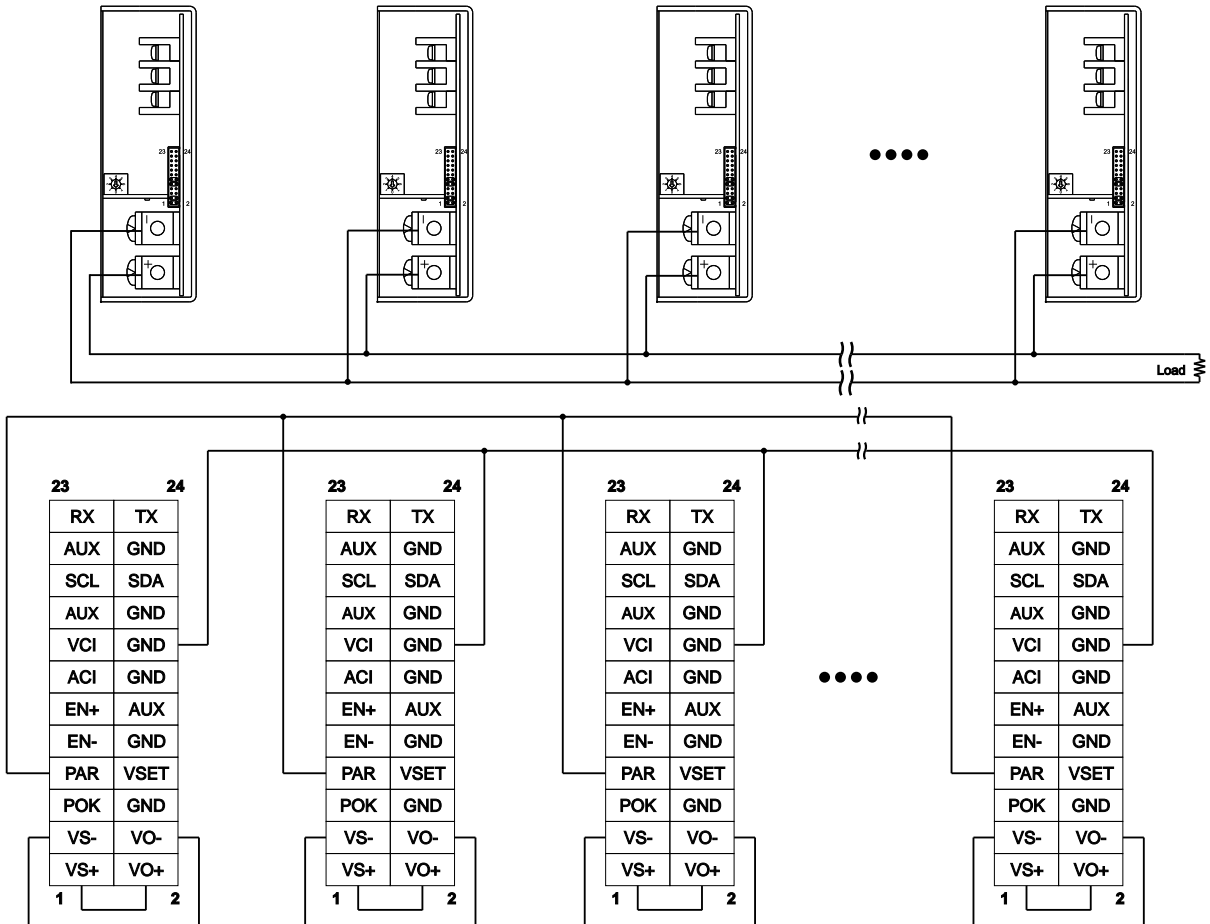 23 24 23 24 23 24 23 24
1 2 1 2 1 2 1 2
- - - -
+ + + +
Load
23 24 23 24 23 24 23 24
RX TX RX TX RX TX RX TX
AUX GND AUX GND AUX GND AUX GND
SCL SDA SCL SDA SCL SDA SCL SDA
AUX GND AUX GND AUX GND AUX GND
VCI GND VCI GND VCI GND VCI GND
ACI GND ACI GND ACI GND ACI GND
EN+ AUX EN+ AUX EN+ AUX EN+ AUX
EN- GND EN- GND EN- GND EN- GND
PAR VSET PAR VSET PAR VSET PAR VSET
POK GND POK GND POK GND POK GND
VS- VO- VS- VO- VS- VO- VS- VO-
VS+ VO+ VS+ VO+ VS+ VO+ VS+ VO+
1 2 1 2 1 2 1 2